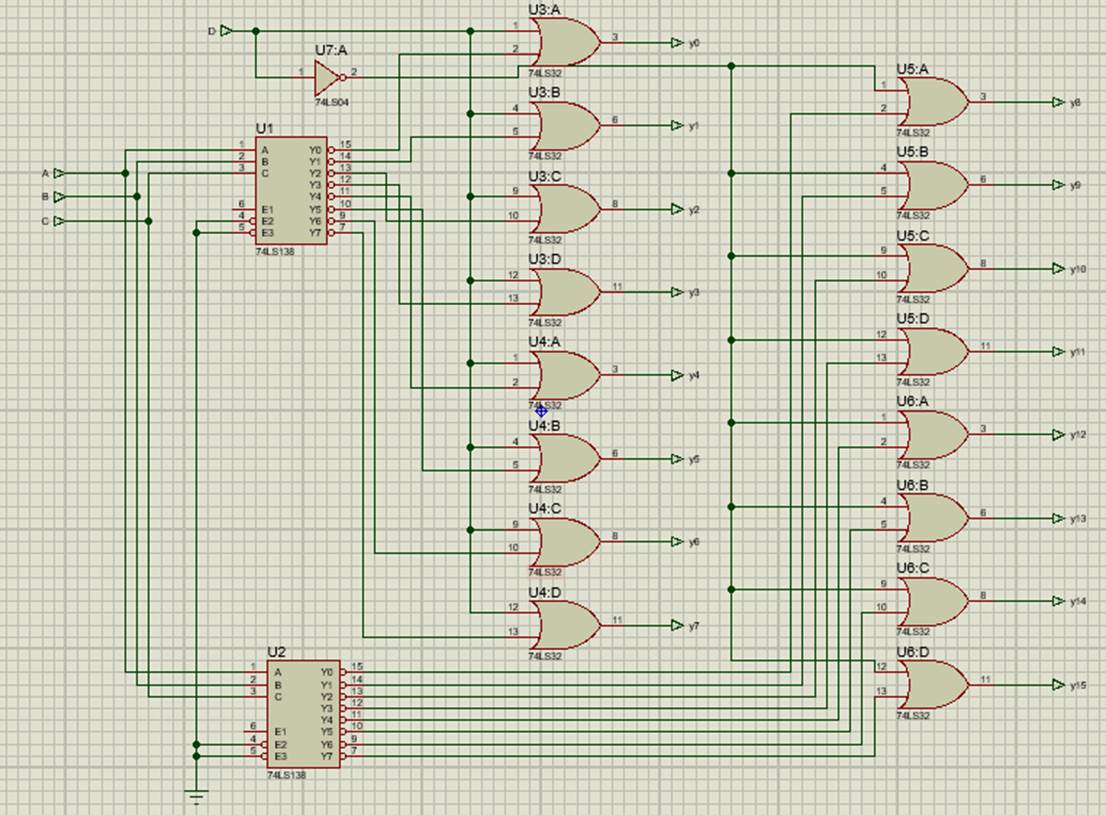 D
U7:A
1 2
74LS04
U1
A
B
C
1 A Y0 15
2 B Y1 14
3 C Y2 13
Y3 12
Y4 11
6 E1 Y5 10
4 E2 Y6 9
5 E3 Y7 7
74LS138
U3:A
1
2
3
y0
74LS32
U3:B
4
5
6
y1
74LS32
U3:C
9
10
8
y2
74LS32
U3:D
12
13
11
y3
74LS32
U4:A
1
2
3
y4
74LS32
U4:B
4
5
6
y5
74LS32
U4:C
9
10
8
y6
74LS32
U4:D
12
13
11
y7
74LS32
U2
1 A Y0 15
2 B Y1 14
3 C Y2 13
Y3 12
Y4 11
6 E1 Y5 10
4 E2 Y6 9
5 E3 Y7 7
74LS138
U5:A
1
2
3
y8
74LS32
U5:B
4
5
6
y9
74LS32
U5:C
9
10
8
y10
74LS32
U5:D
12
13
11
y11
74LS32
U6:A
1
2
3
y12
74LS32
U6:B
4
5
6
y13
74LS32
U6:C
9
10
8
y14
74LS32
U6:D
12
13
11
y15
74LS32